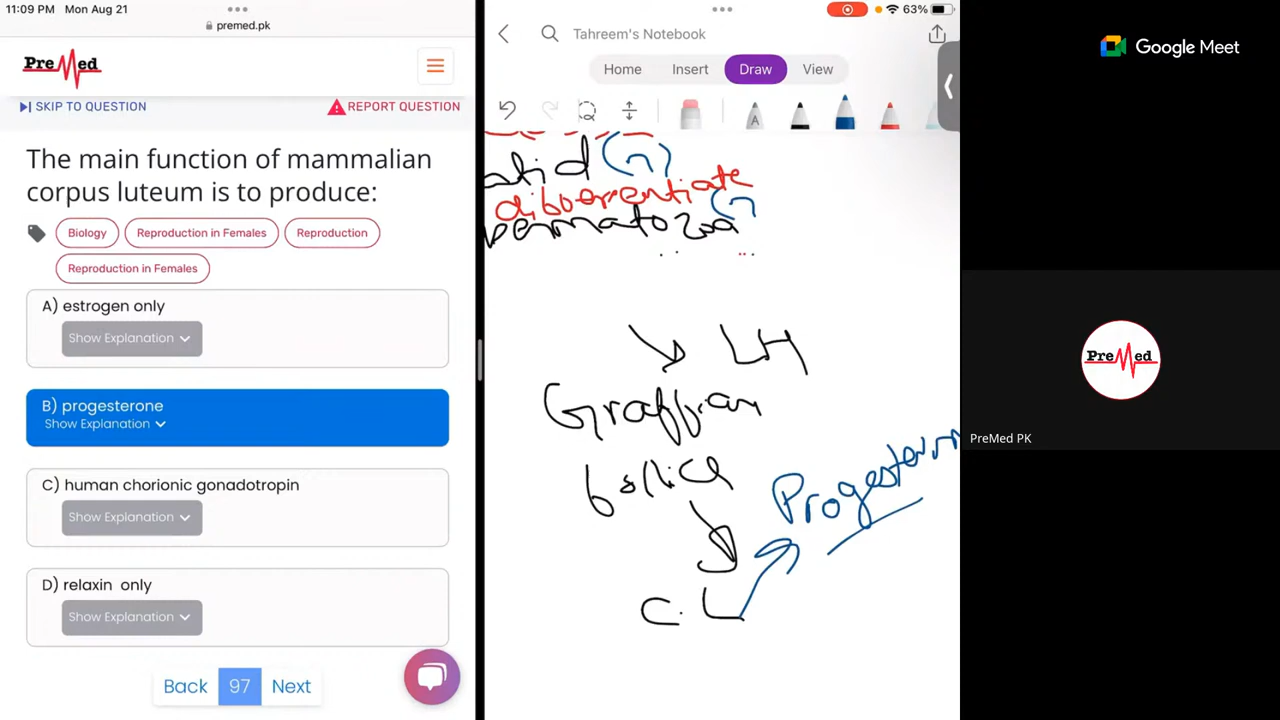 11:09 PM Mon Aug 21
premed.pk
PreMed
SKIP TO QUESTION
REPORT QUESTION
The main function of mammalian
corpus luteum is to produce:
Biology
Reproduction in Females
Reproduction
Reproduction in Females
A) estrogen only
Show Explanation
B) progesterone
Show Explanation
C) human chorionic gonadotropin
Show Explanation
D) relaxin only
Show Explanation
Back 97 Next
63%
Tahreem's Notebook
Home Insert Draw View
A
atid (n)
(n
LH
Graffian
C.L
Google Meet
PreMed
PreMed PK